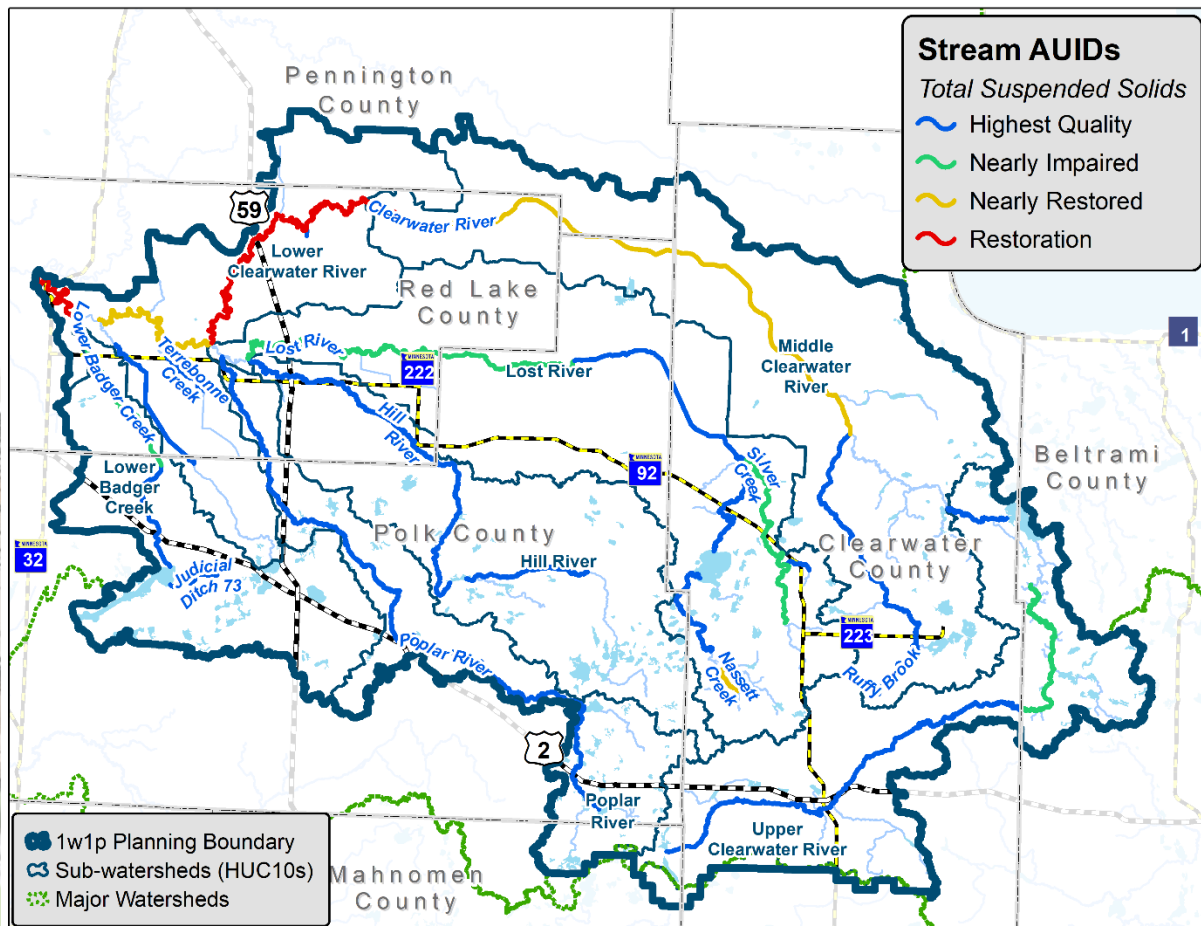 Stream AUIDs
Total Suspended Solids
Highest Quality
Nearly Impaired
Nearly Restored
Restoration
Pennington
County
59
Clearwater River
Lower
Clearwater River
Red Lake
County
1
Lower Badger Creek
Terrebonne
Creek
Lost River
MINNESOTA
222
Lost River
Middle
Clearwater
River
Hill
River
Silver
Creek
Beltrami
County
Lower
Badger
Creek
MINNESOTA
92
Polk County
Clearwater
County
MINNESOTA
32
Judicial
Ditch 73
Hill River
MINNESOTA
223
Poplar River
Nassett
Creek
Ruffy Brook
2
Poplar
River
Upper
Clearwater River
Mahnomen
County
1w1p Planning Boundary
Sub-watersheds (HUC10s)
Major Watersheds